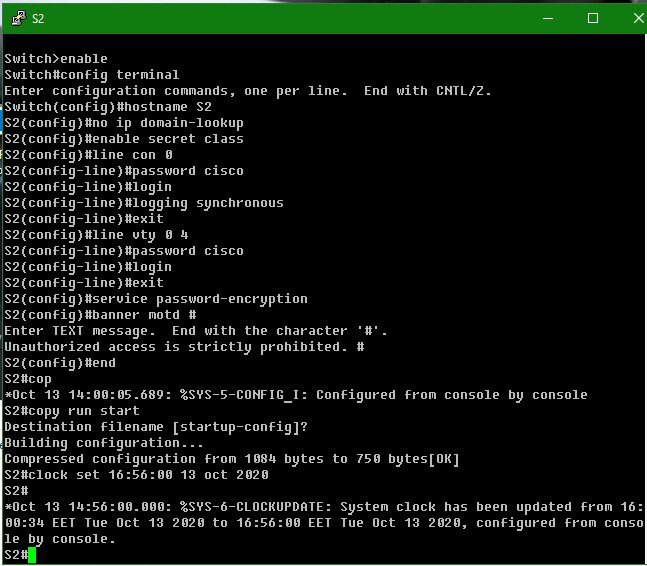 S2
Switch>enable
Switch#config terminal
Enter configuration commands, one per line.  End with CNTL/Z.
Switch(config)#hostname S2
S2(config)#no ip domain-lookup
S2(config)#enable secret class
S2(config)#line con 0
S2(config-line)#password cisco
S2(config-line)#login
S2(config-line)#logging synchronous
S2(config-line)#exit
S2(config)#line vty 0 4
S2(config-line)#password cisco
S2(config-line)#login
S2(config-line)#exit
S2(config)#service password-encryption
S2(config)#banner motd #
Enter TEXT message.  End with the character '#'.
Unauthorized access is strictly prohibited. #
S2(config)#end
S2#cop
*Oct 13 14:00:05.689: %SYS-5-CONFIG_I: Configured from console by console
S2#copy run start
Destination filename [startup-config]?
Building configuration...
Compressed configuration from 1084 bytes to 750 bytes[OK]
S2#clock set 16:56:00 13 oct 2020
S2#
*Oct 13 14:56:00.000: %SYS-6-CLOCKUPDATE: System clock has been updated from 16:
00:34 EET Tue Oct 13 2020 to 16:56:00 EET Tue Oct 13 2020, configured from conso
le by console.
S2#